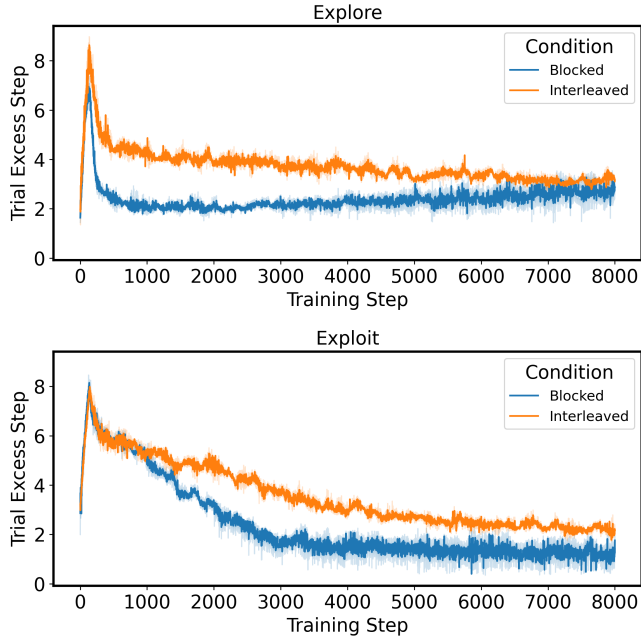 Explore
Trial Excess Step
8
6
4
2
0
Condition
Blocked
Interleaved
0 1000 2000 3000 4000 5000 6000 7000 8000
Training Step
Exploit
Trial Excess Step
8
6
4
2
0
Condition
Blocked
Interleaved
0 1000 2000 3000 4000 5000 6000 7000 8000
Training Step